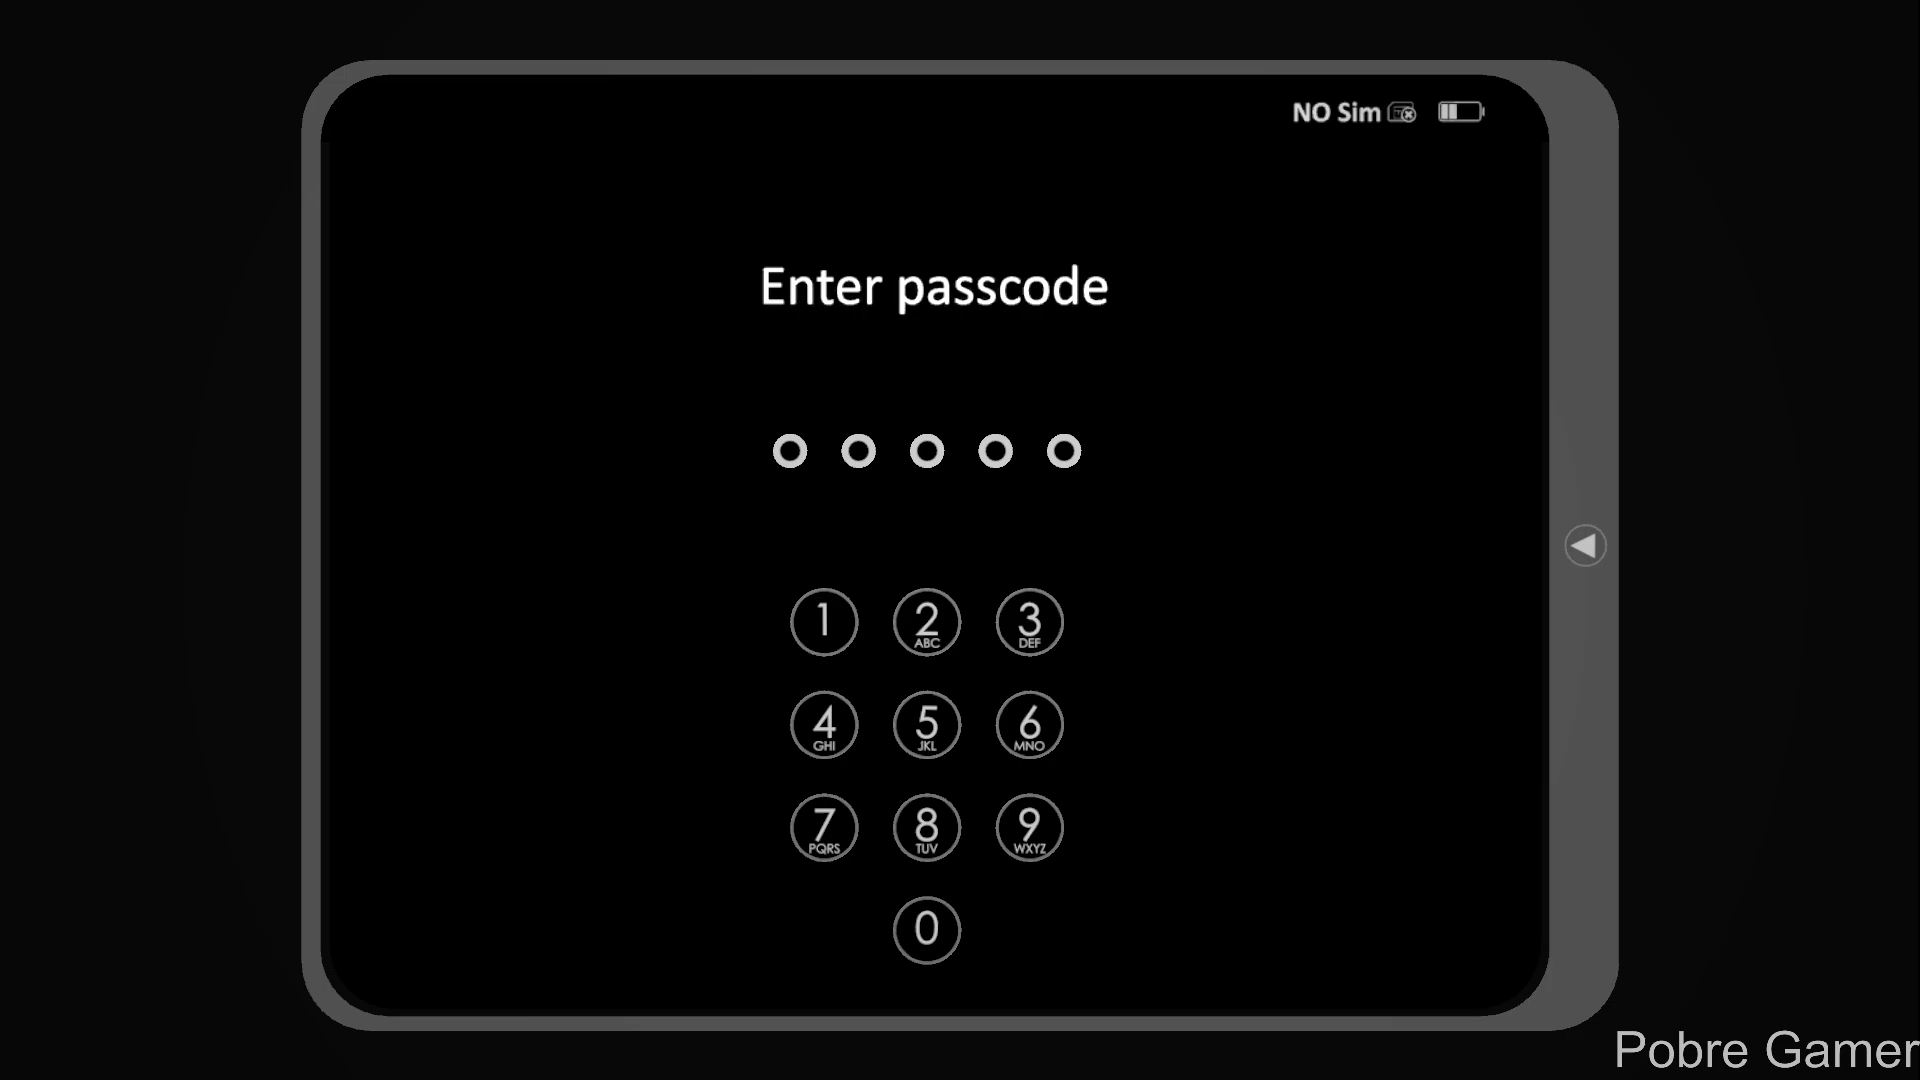 NO Sim
Enter passcode
1
2
ABC
3
DEF
4
GHI
5
JKL
6
MNO
7
PQRS
8
TUV
9
WXYZ
0
Pobre Gamer